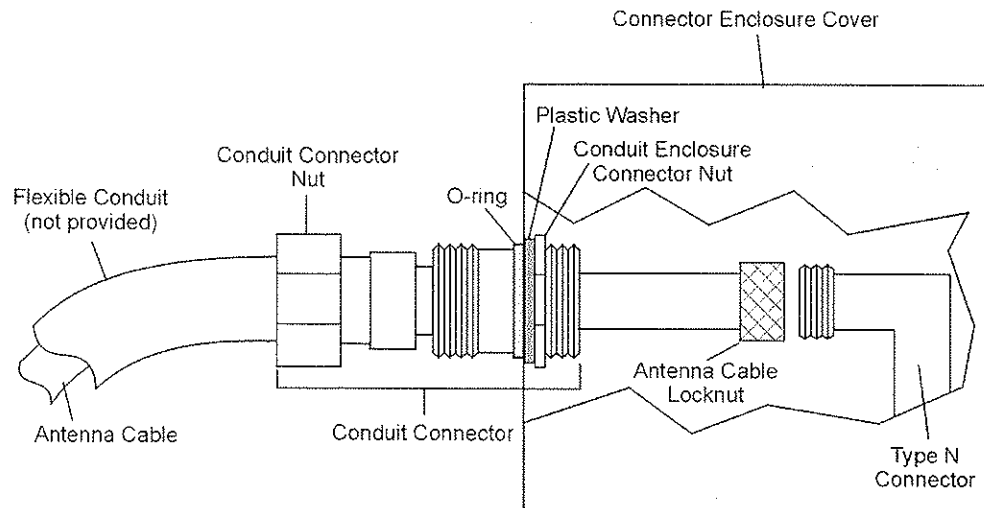 Connector Enclosure Cover
Plastic Washer
Conduit Enclosure
Connector Nut
Conduit Connector
Nut
O-ring
Flexible Conduit
(not provided)
Antenna Cable
Locknut
Antenna Cable
Conduit Connector
Type N
Connector